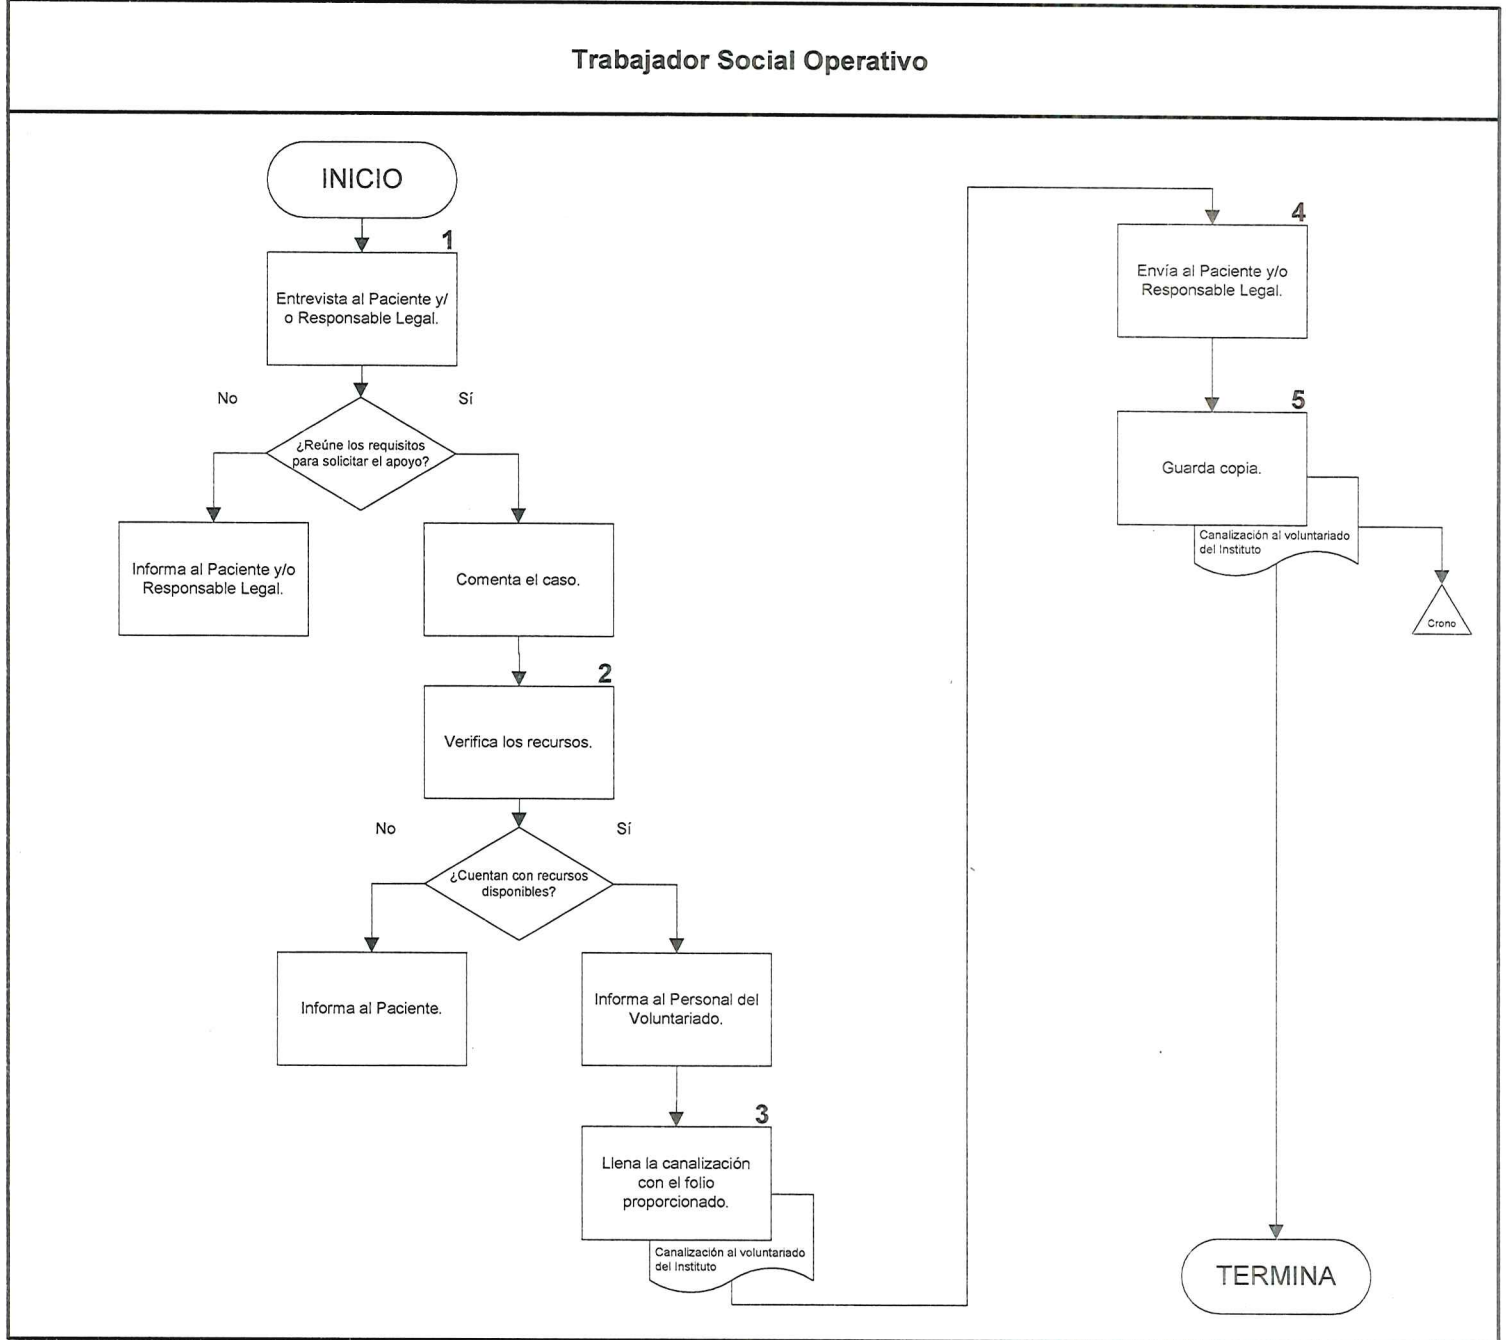 Trabajador Social Operativo
INICIO
1
Entrevista al Paciente y/
o Responsable Legal.
No
Sí
¿Reúne los requisitos
para solicitar el apoyo?
Informa al Paciente y/o
Responsable Legal.
Comenta el caso.
2
Verifica los recursos.
No
Sí
¿Cuentan con recursos
disponibles?
Informa al Paciente.
Informa al Personal del
Voluntariado.
3
Llena la canalización
con el folio
proporcionado.
Canalización al voluntariado
del Instituto
4
Envía al Paciente y/o
Responsable Legal.
5
Guarda copia.
Canalización al voluntariado
del Instituto
Crono
TERMINA